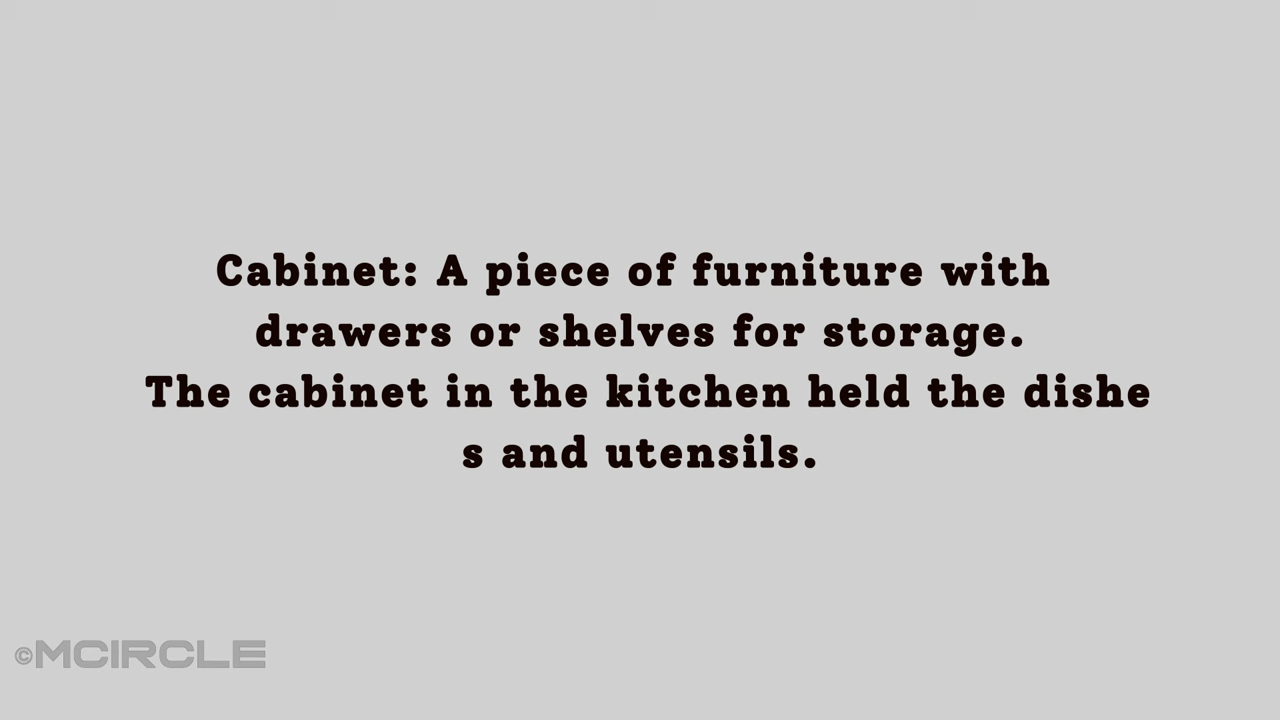 Cabinet: A piece of furniture with
drawers or shelves for storage.
The cabinet in the kitchen held the dishe
s and utensils.
©MCIRCLE